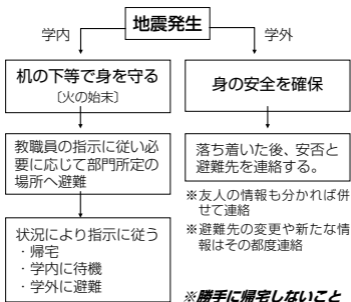 地震発生
学内
学外
机の下等で身を守る
〔火の始末〕
教職員の指示に従い必
要に応じて部門所定の
場所へ避難
状況により指示に従う
・帰宅
・学内に待機
・学外に避難
身の安全を確保
落ち着いた後、安否と
避難先を連絡する。
※友人の情報も分かれば併
せて連絡
※避難先の変更や新たな情
報はその都度連絡
※勝手に帰宅しないこと